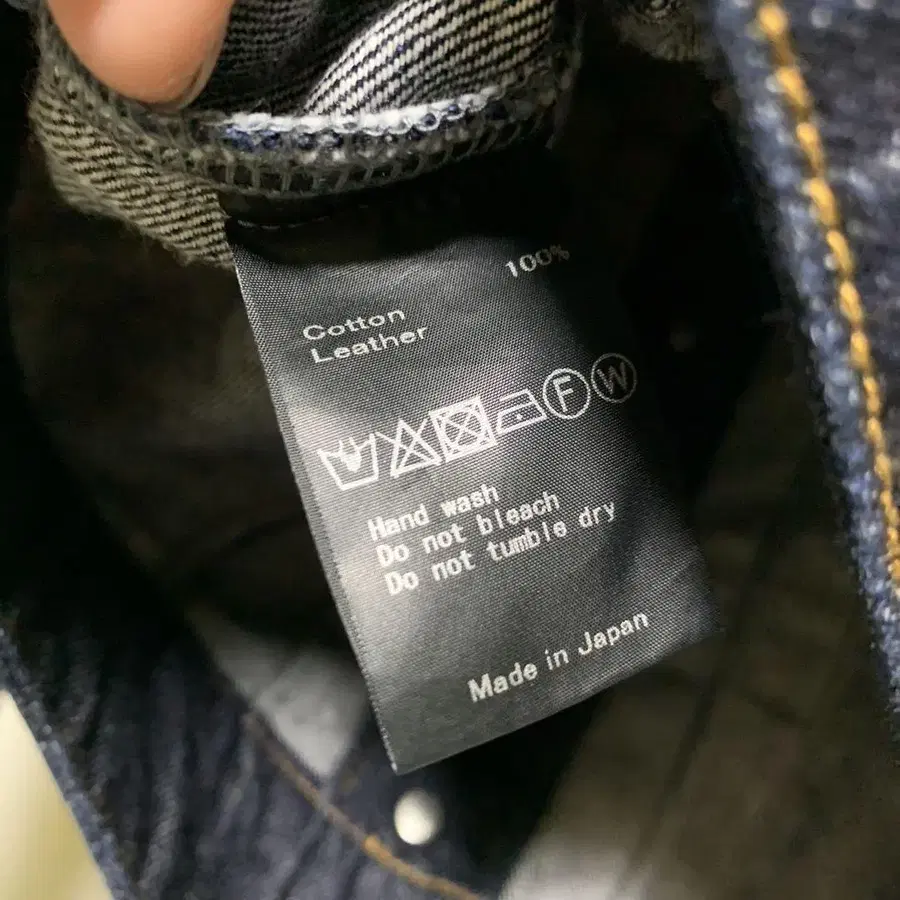 Cotton 100%
Leather
F W
Hand wash
Do not bleach
Do not tumble dry
Made in Japan